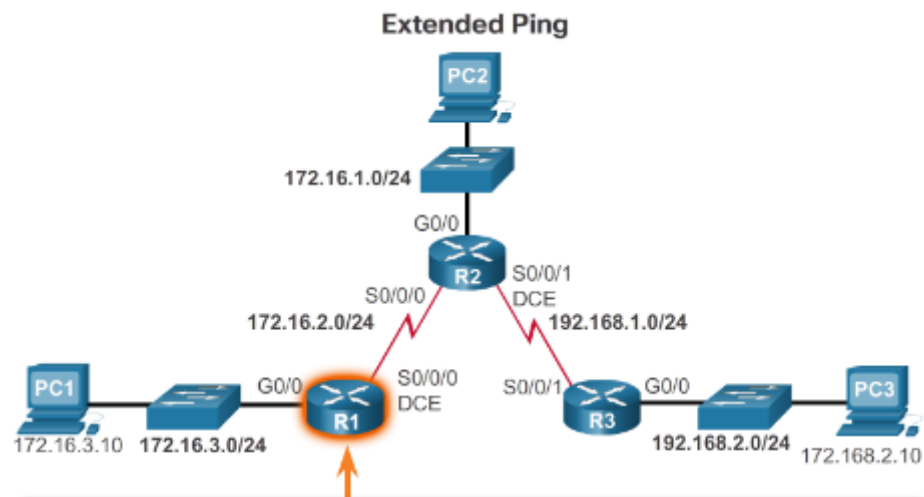 Extended Ping
PC2
172.16.1.0/24
G0/0
R2
S0/0/1
DCE
S0/0/0
172.16.2.0/24
192.168.1.0/24
PC1
G0/0
S0/0/0
DCE
R1
S0/0/1
G0/0
R3
PC3
172.16.3.10
172.16.3.0/24
192.168.2.0/24
172.168.2.10